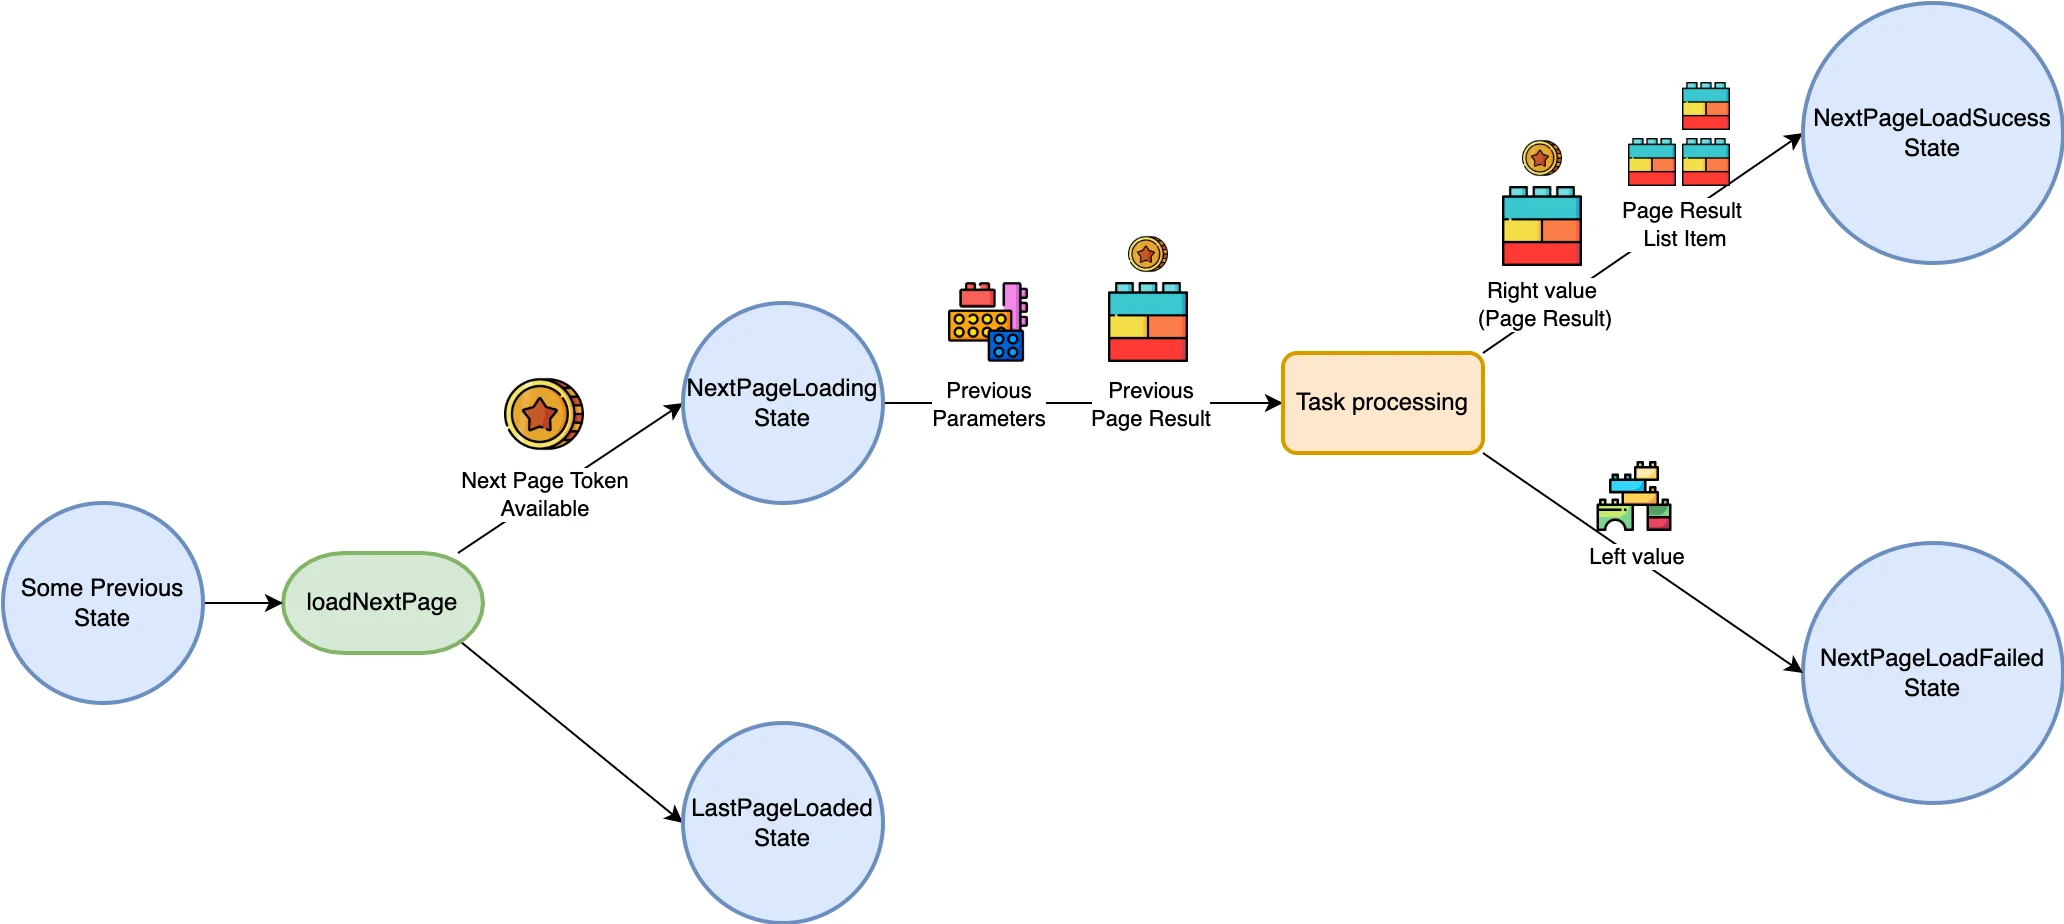 Some Previous
State
loadNextPage
Next Page Token
Available
NextPageLoading
State
LastPageLoaded
State
Previous
Parameters
Previous
Page Result
Task processing
Right value
(Page Result)
Page Result
List Item
NextPageLoadSucess
State
Left value
NextPageLoadFailed
State